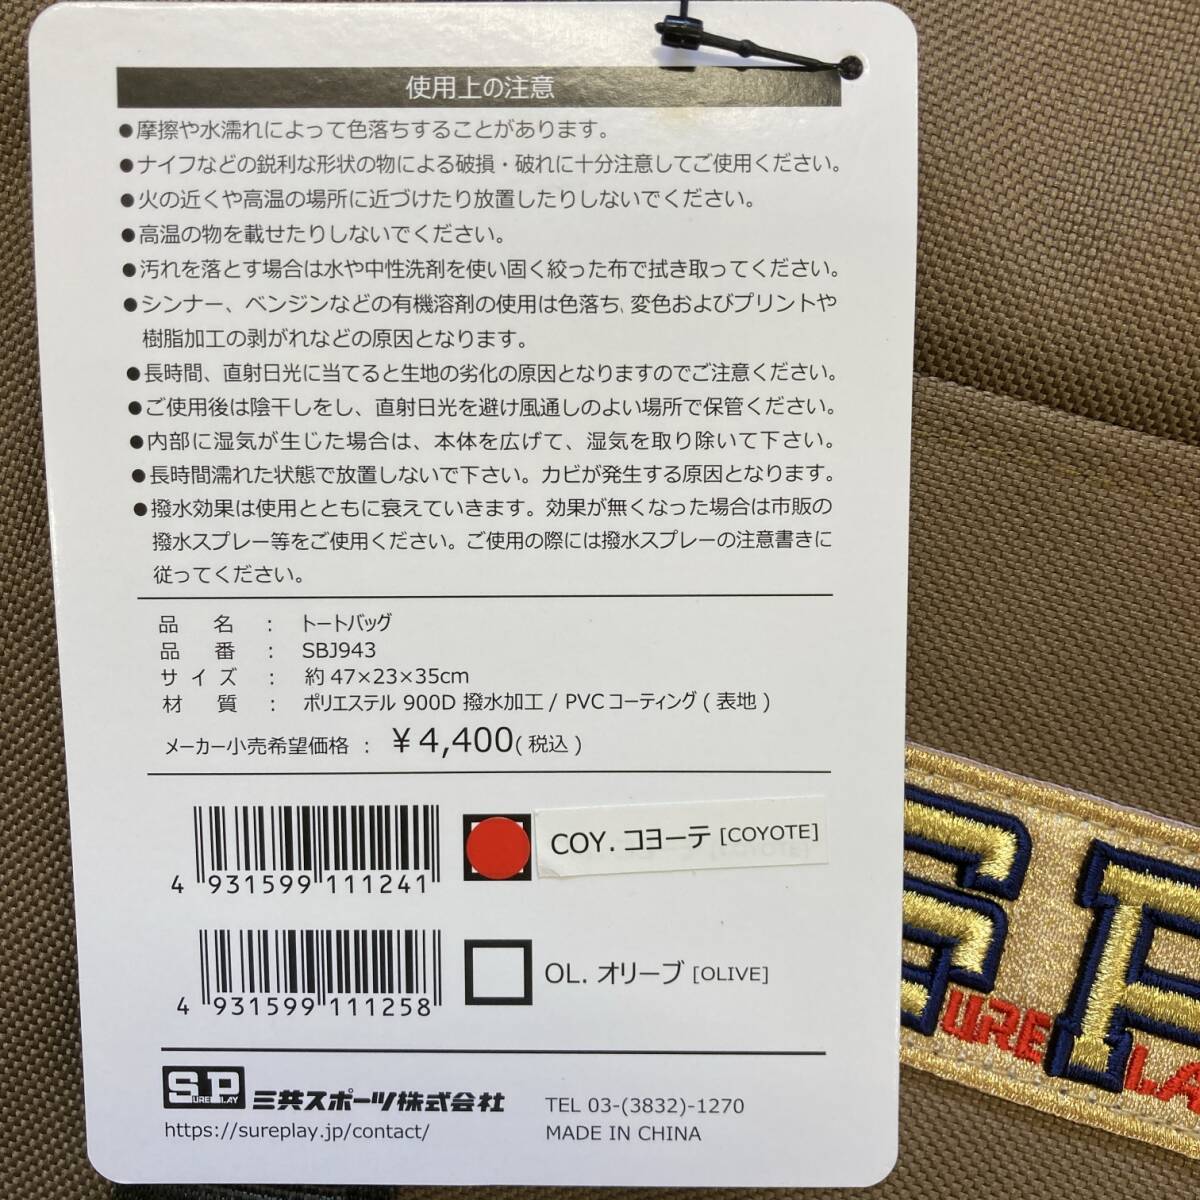 使用上の注意
●摩擦や水濡れによって色落ちすることがあります。
●ナイフなどの鋭利な形状の物による破損・破れに十分注意してご使用ください。
●火の近くや高温の場所に近づけたり放置したりしないでください。
●高温の物を載せたりしないでください。
●汚れを落とす場合は水や中性洗剤を使い固く絞った布で拭き取ってください。
●シンナー、ベンジンなどの有機溶剤の使用は色落ち、変色およびプリントや
樹脂加工の剥がれなどの原因となります。
●長時間、直射日光に当てると生地の劣化の原因となりますのでご注意ください。
●ご使用後は陰干しをし、直射日光を避け風通しのよい場所で保管ください。
●内部に湿気が生じた場合は、本体を広げて、湿気を取り除いて下さい。
●長時間濡れた状態で放置しないで下さい。カビが発生する原因となります。
●撥水効果は使用とともに衰えていきます。効果が無くなった場合は市販の
撥水スプレー等をご使用ください。ご使用の際には撥水スプレーの注意書きに
従ってください。
品 名 : トートバッグ
品 番 : SBJ943
サイズ : 約 47×23×35cm
材 質 : ポリエステル 900D 撥水加工 / PVC コーティング ( 表地 )
メーカー小売希望価格 : ¥4,400( 税込 )
4 931599 111241
COY. コヨーテ [COYOTE]
4 931599 111258
OL. オリーブ [OLIVE]
SP SURE PLAY 三共スポーツ株式会社
TEL 03-(3832)-1270
https://sureplay.jp/contact/
MADE IN CHINA
SP
URE LA